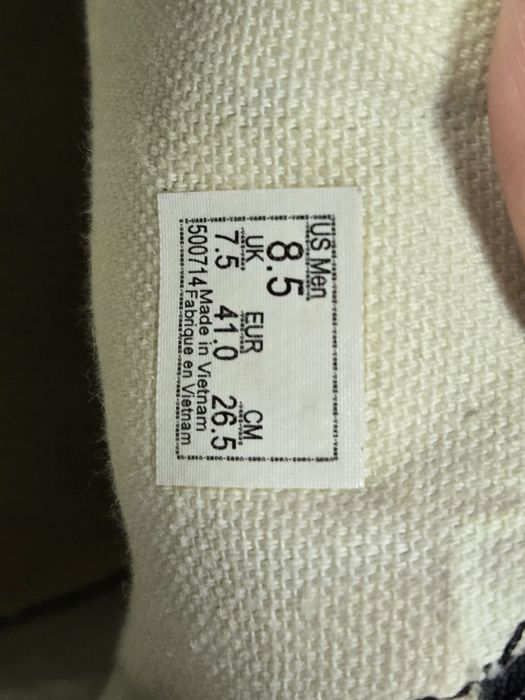 US Men
8.5
UK EUR CM
7.5 41.0 26.5
500714 Made in Vietnam
Fabrique en Vietnam